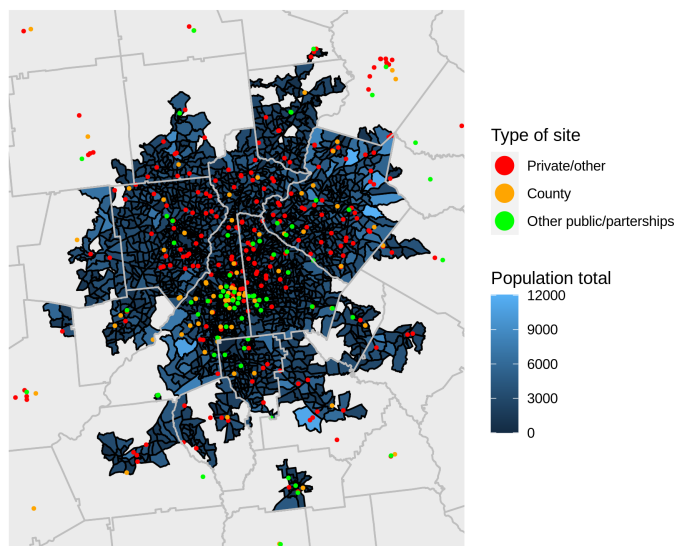 Type of site
Private/other
County
Other public/parterships
Population total
12000
9000
6000
3000
0